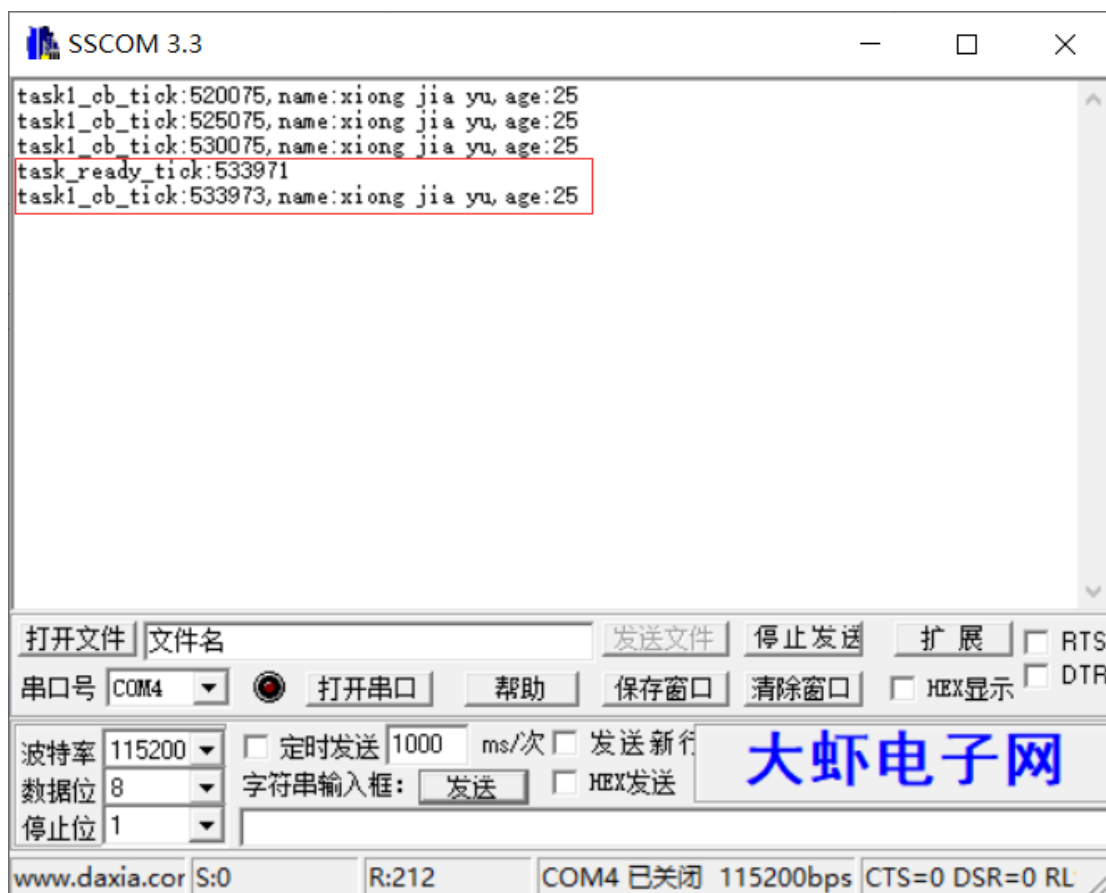 SSCOM 3.3
task1_cb_tick:520075,name:xiong jia yu,age:25
task1_cb_tick:525075,name:xiong jia yu,age:25
task1_cb_tick:530075,name:xiong jia yu,age:25
task_ready_tick:533971
task1_cb_tick:533973,name:xiong jia yu,age:25
打开文件 文件名 发送文件 停止发送 扩 展 RTS
串口号 COM4 打开串口 帮助 保存窗口 清除窗口 HEX显示 DTR
波特率 115200 定时发送 1000 ms/次 发送新行 大虾电子网
数据位 8 字符串输入框： 发送 HEX发送
停止位 1
www.daxia.cor S:0 R:212 COM4 已关闭 115200bps CTS=0 DSR=0 RL